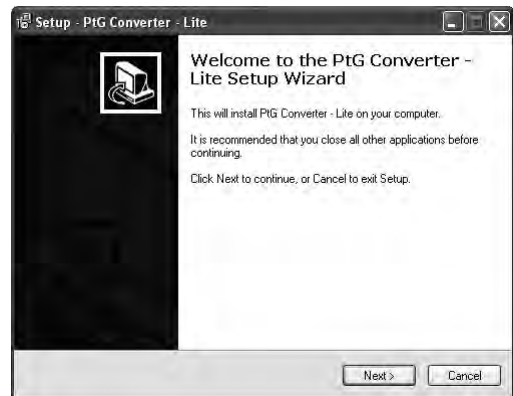 Setup - PtG Converter - Lite
Welcome to the PtG Converter -
Lite Setup Wizard
This will install PtG Converter - Lite on your computer.
It is recommended that you close all other applications before
continuing.
Click Next to continue, or Cancel to exit Setup.
Next >
Cancel